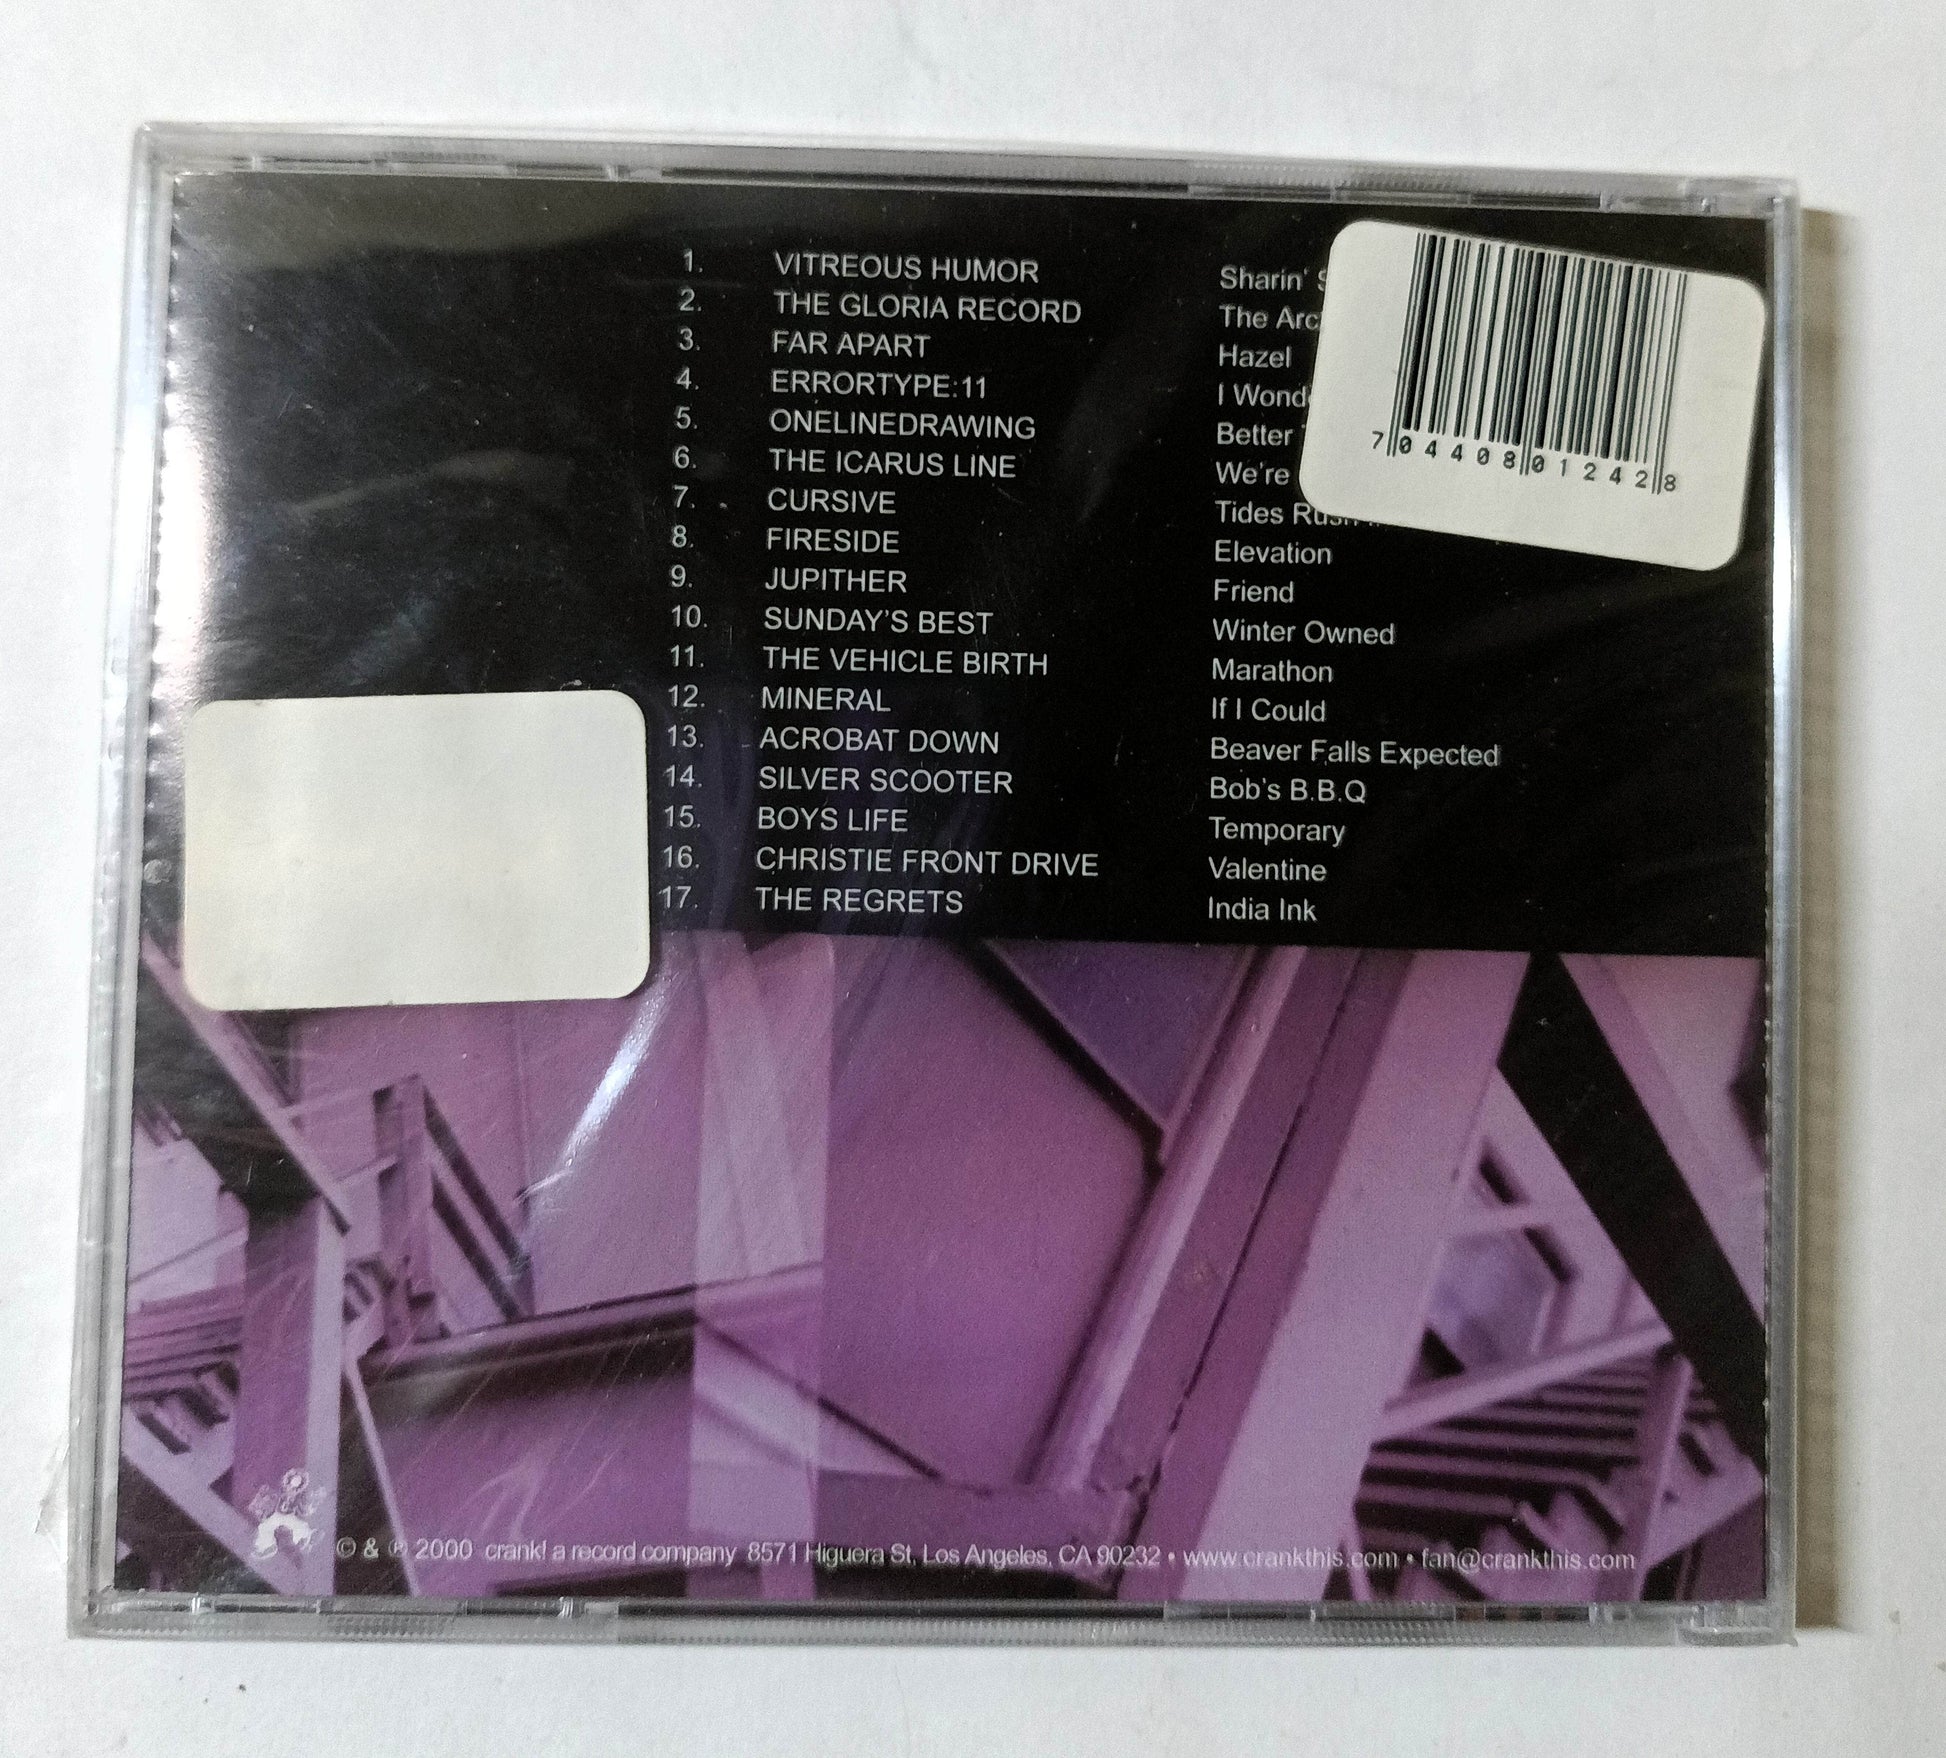 1. VITREOUS HUMOR Sharin'
2. THE GLORIA RECORD The
3. FAR APART Hazel
4. ERRORTYPE:11 I
5. ONELINEDRAWING Better
6. THE ICARUS LINE We're
7. CURSIVE Tides Rush
8. FIRESIDE Elevation
9. JUPITHER Friend
10. SUNDAY'S BEST Winter Owned
11. THE VEHICLE BIRTH Marathon
12. MINERAL If I Could
13. ACROBAT DOWN Beaver Falls Expected
14. SILVER SCOOTER Bob's B.B.Q
15. BOYS LIFE Temporary
16. CHRISTIE FRONT DRIVE Valentine
17. THE REGRETS India Ink
7 04408 01242 8
© & ℗ 2000 crank! a record company 8571 Higuera St, Los Angeles, CA 90232 • www.crankthis.com • fan@crankthis.com